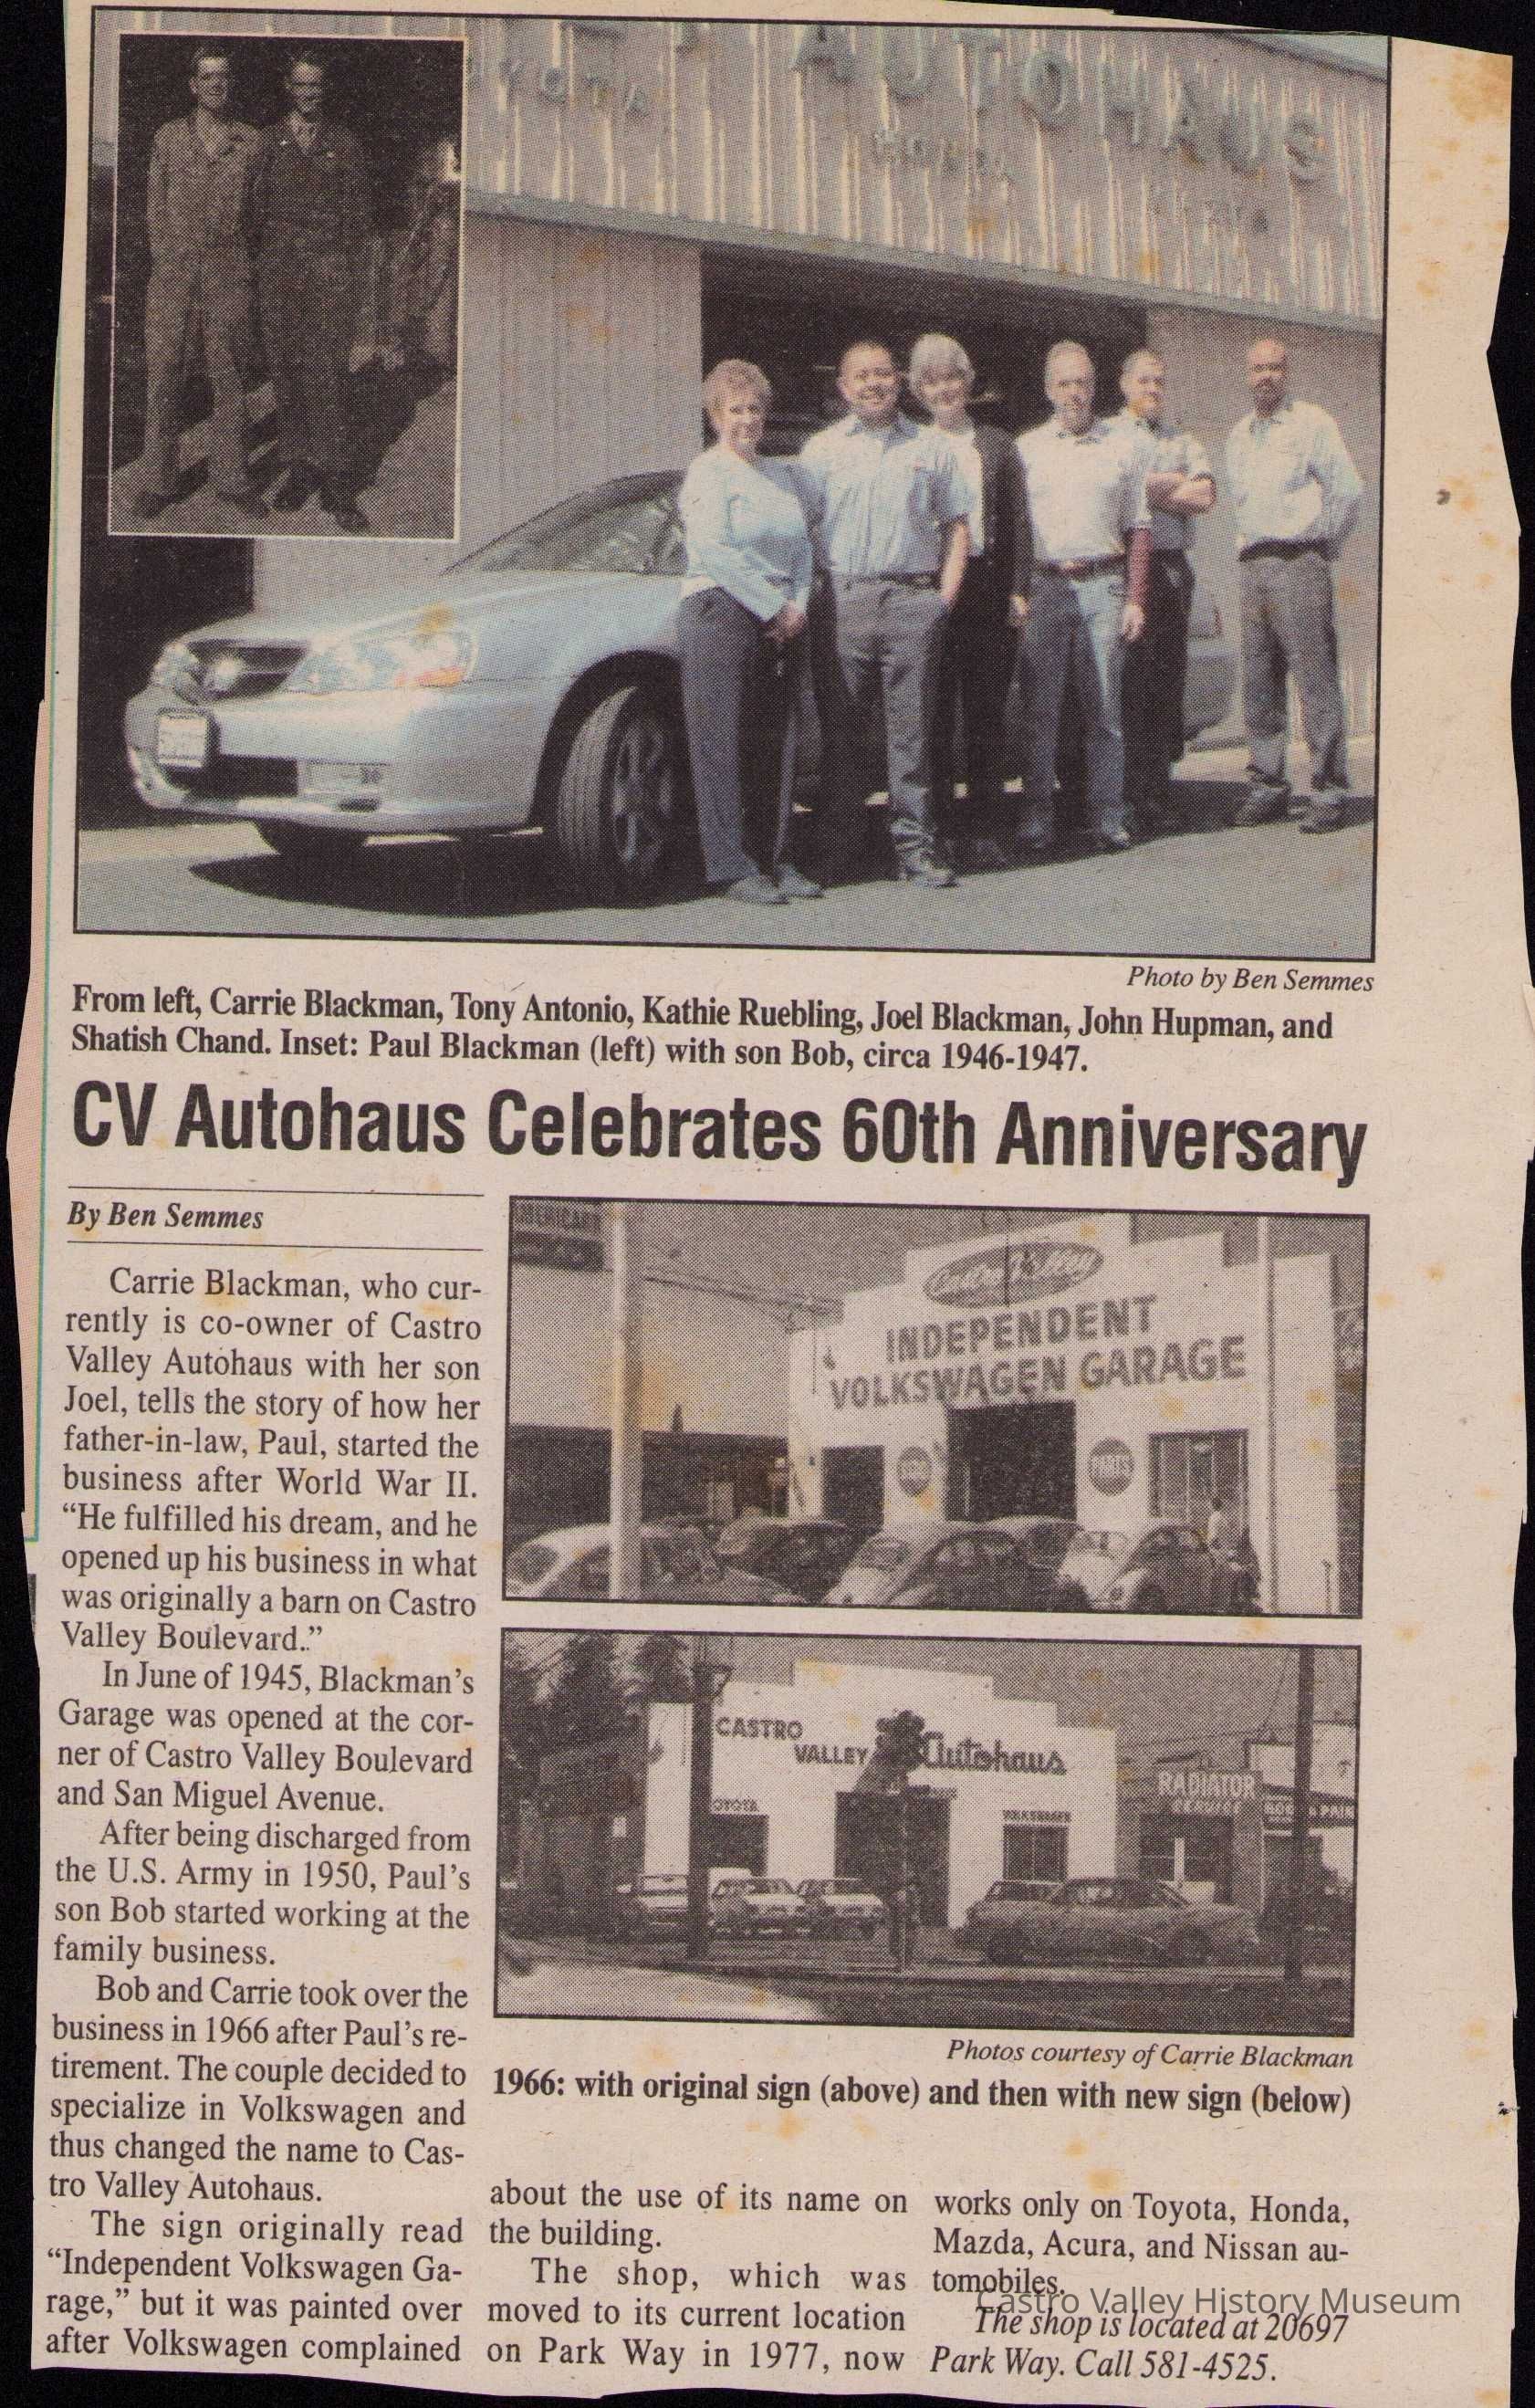 AUTOHAUS
Photo by Ben Semmes
From left, Carrie Blackman, Tony Antonio, Kathie Ruebling, Joel Blackman, John Hupman, and
Shatish Chand. Inset: Paul Blackman (left) with son Bob, circa 1946-1947.
CV Autohaus Celebrates 60th Anniversary
By Ben Semmes
Carrie Blackman, who cur-
rently is co-owner of Castro
Valley Autohaus with her son
Joel, tells the story of how her
father-in-law, Paul, started the
business after World War II.
“He fulfilled his dream, and he
opened up his business in what
was originally a barn on Castro
Valley Boulevard.”
In June of 1945, Blackman’s
Garage was opened at the cor-
ner of Castro Valley Boulevard
and San Miguel Avenue.
After being discharged from
the U.S. Army in 1950, Paul’s
son Bob started working at the
family business.
Bob and Carrie took over the
business in 1966 after Paul’s re-
tirement. The couple decided to
specialize in Volkswagen and
thus changed the name to Cas-
tro Valley Autohaus.
The sign originally read
“Independent Volkswagen Ga-
rage,” but it was painted over
after Volkswagen complained
Castro Valley
INDEPENDENT
VOLKSWAGEN GARAGE
CASTRO
VALLEY Autohaus
RADIATOR
SERVICE
VOLKSWAGEN
Photos courtesy of Carrie Blackman
1966: with original sign (above) and then with new sign (below)
about the use of its name on
the building.
The shop, which was
moved to its current location
on Park Way in 1977, now
works only on Toyota, Honda,
Mazda, Acura, and Nissan au-
tomobiles.
The shop is located at 20697
Park Way. Call 581-4525.
Castro Valley History Museum